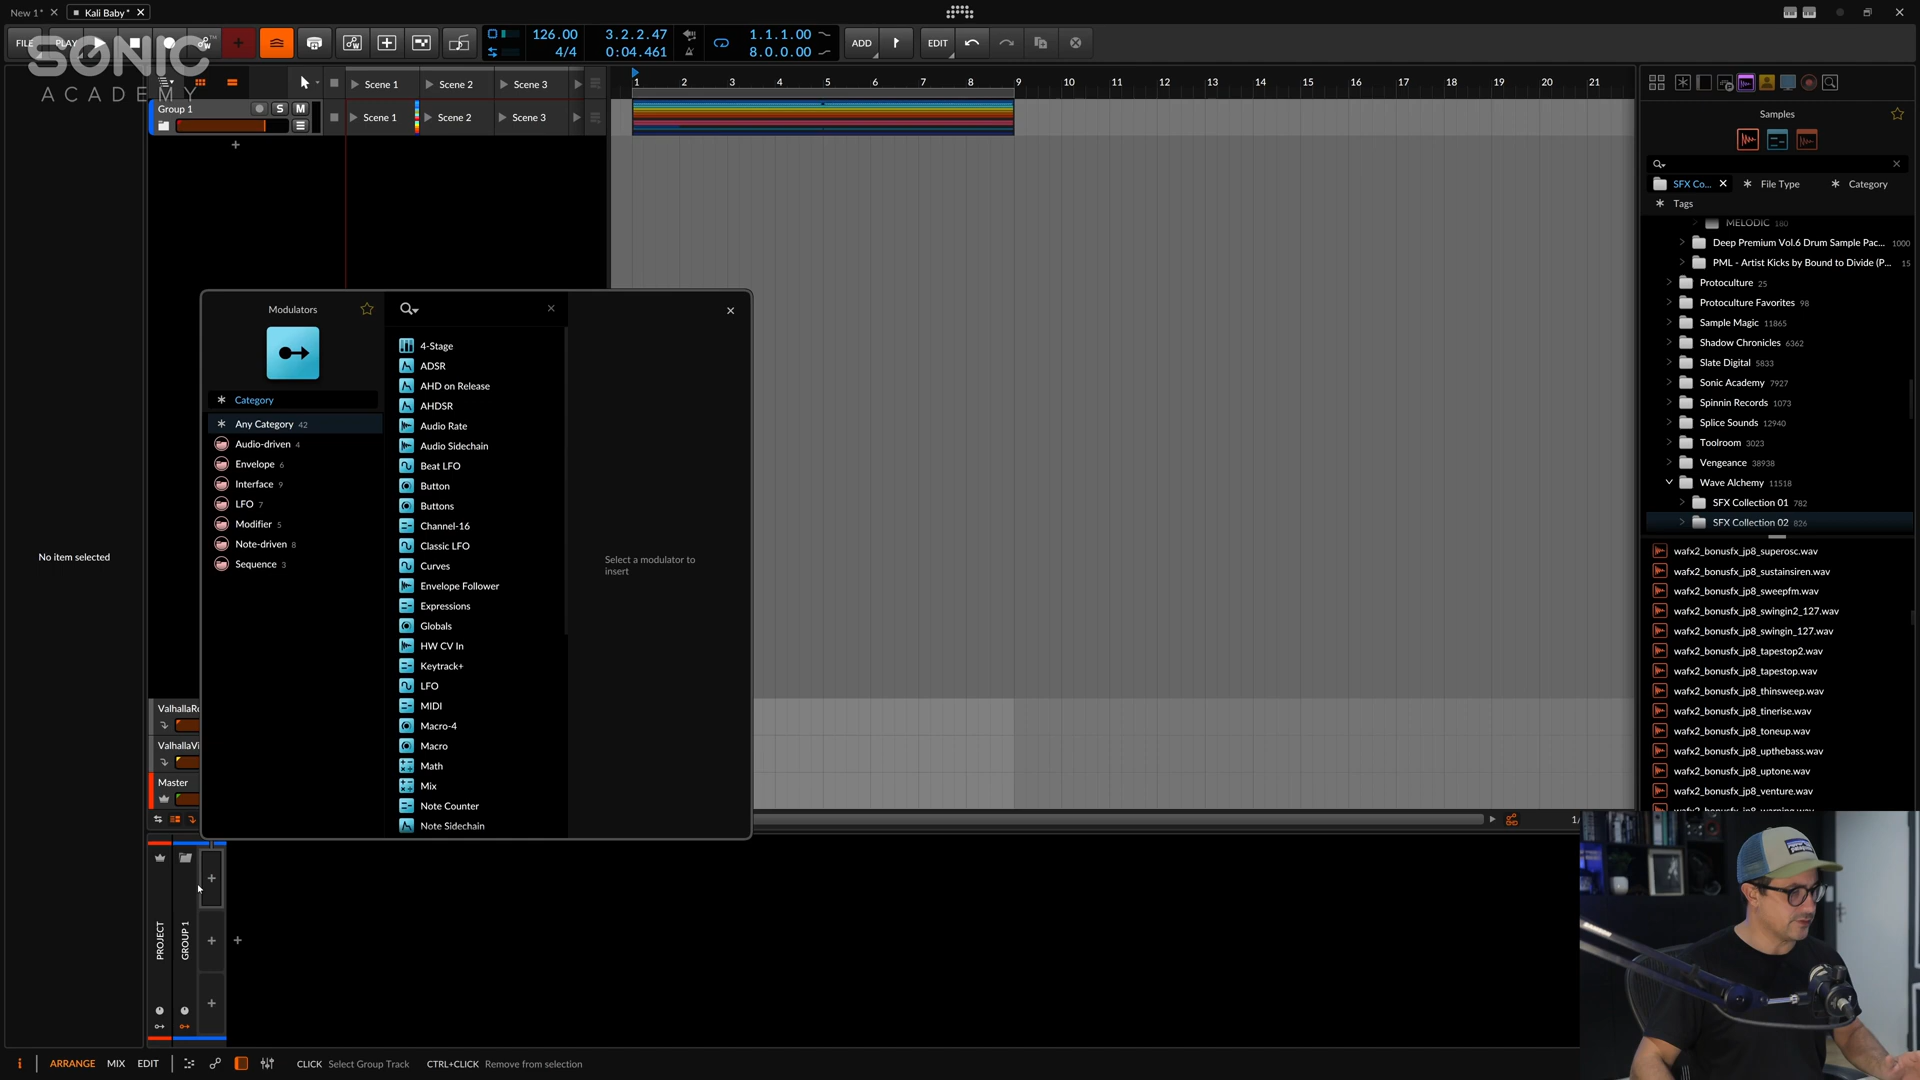 New 1*
Kali Baby*
FILE
PLAY
SONIC
ACADEMY
126.00
4/4
3.2.2.47
0:04.461
1.1.1.00
8.0.0.00
ADD
EDIT
Scene 1
Scene 2
Scene 3
1 2 3 4 5 6 7 8 9 10 11 12 13 14 15 16 17 18 19 20 21
Group 1
S
M
Scene 1
Scene 2
Scene 3
+
Samples
SFX Co...
File Type
Category
Tags
MELODIC 180
Deep Premium Vol.6 Drum Sample Pac... 1000
PML - Artist Kicks by Bound to Divide (P... 15
Protoculture 25
Protoculture Favorites 98
Sample Magic 11865
Shadow Chronicles 6362
Slate Digital 5833
Sonic Academy 7927
Spinnin Records 1073
Splice Sounds 12940
Toolroom 3023
Vengeance 38938
Wave Alchemy 11518
SFX Collection 01 782
SFX Collection 02 826
wafx2_bonusfx_jp8_superosc.wav
wafx2_bonusfx_jp8_sustainsiren.wav
wafx2_bonusfx_jp8_sweepfm.wav
wafx2_bonusfx_jp8_swingin2_127.wav
wafx2_bonusfx_jp8_swingin_127.wav
wafx2_bonusfx_jp8_tapestop2.wav
wafx2_bonusfx_jp8_tapestop.wav
wafx2_bonusfx_jp8_thinsweep.wav
wafx2_bonusfx_jp8_tinerise.wav
wafx2_bonusfx_jp8_toneup.wav
wafx2_bonusfx_jp8_upthebass.wav
wafx2_bonusfx_jp8_uptone.wav
wafx2_bonusfx_jp8_venture.wav
Modulators
Category
Any Category 42
Audio-driven 4
Envelope 6
Interface 9
LFO 7
Modifier 5
Note-driven 8
Sequence 3
4-Stage
ADSR
AHD on Release
AHDSR
Audio Rate
Audio Sidechain
Beat LFO
Button
Buttons
Channel-16
Classic LFO
Curves
Envelope Follower
Expressions
Globals
HW CV In
Keytrack+
LFO
MIDI
Macro-4
Macro
Math
Mix
Note Counter
Note Sidechain
Select a modulator to
insert
No item selected
ValhallaRo
ValhallaVi
Master
PROJECT
GROUP 1
ARRANGE
MIX
EDIT
CLICK Select Group Track
CTRL+CLICK Remove from selection